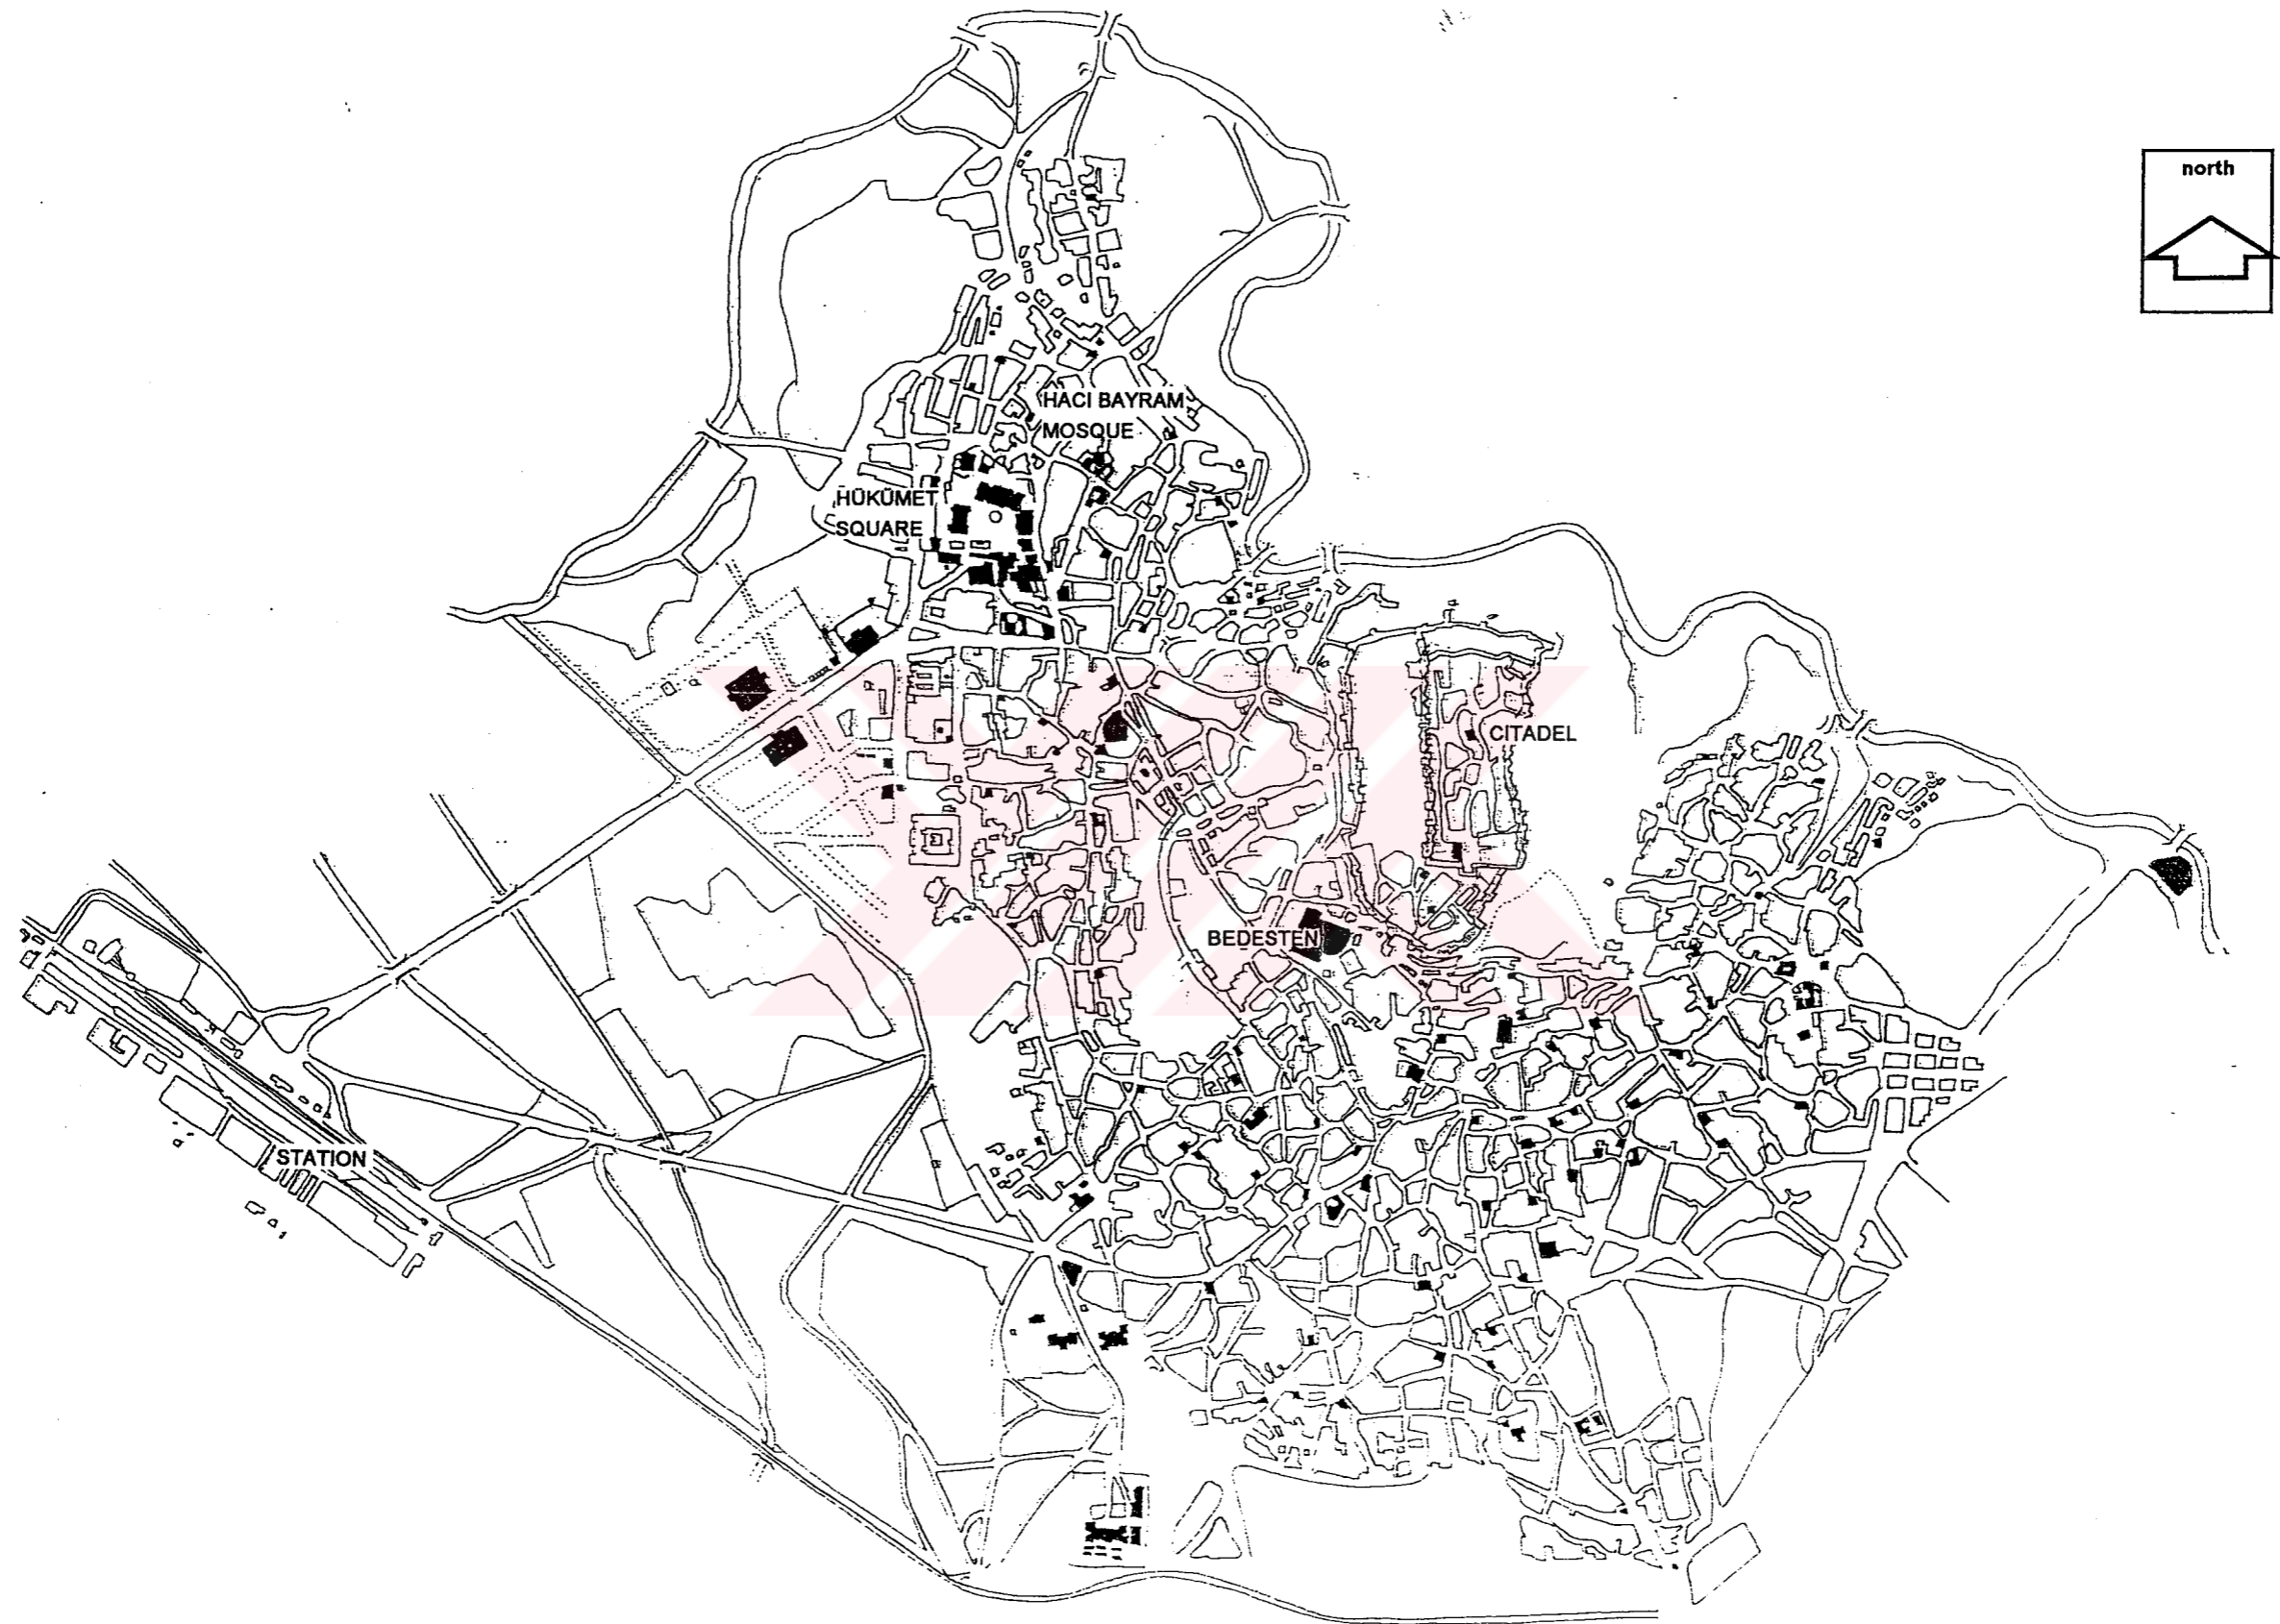 north
HACI BAYRAM
MOSQUE
HÜKÜMET
SQUARE
CITADEL
BEDESTEN
STATION